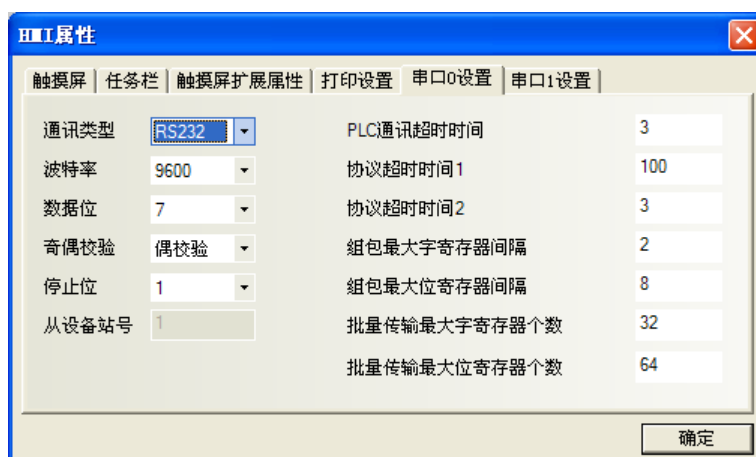 HMI属性
触摸屏 任务栏 触摸屏扩展属性 打印设置 串口0设置 串口1设置
通讯类型 RS232 PLC通讯超时时间 3
波特率 9600 协议超时时间1 100
数据位 7 协议超时时间2 3
奇偶校验 偶校验 组包最大字寄存器间隔 2
停止位 1 组包最大位寄存器间隔 8
从设备站号 1 批量传输最大字寄存器个数 32
批量传输最大位寄存器个数 64
确定